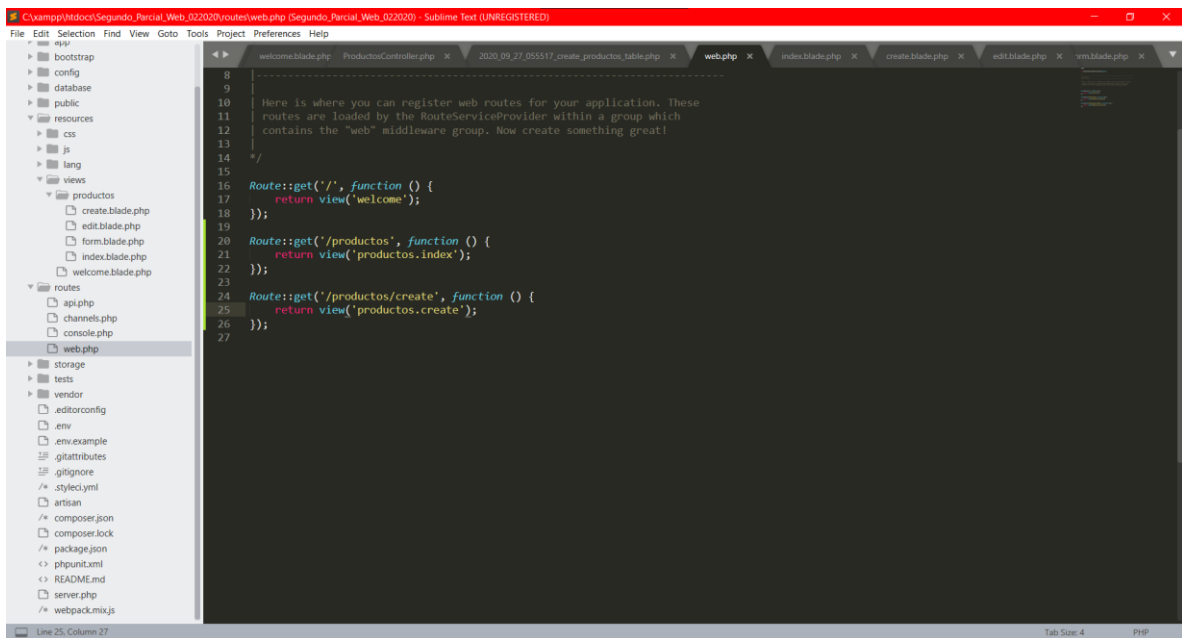 C:\xampp\htdocs\Segundo_Parcial_Web_022020\routes\web.php (Segundo_Parcial_Web_022020) - Sublime Text (UNREGISTERED)
File Edit Selection Find View Goto Tools Project Preferences Help
app
bootstrap
config
database
public
resources
css
js
lang
views
productos
create.blade.php
edit.blade.php
form.blade.php
index.blade.php
welcome.blade.php
routes
api.php
channels.php
console.php
web.php
storage
tests
vendor
.editorconfig
.env
.env.example
.gitattributes
.gitignore
.styleci.yml
artisan
composer.json
composer.lock
package.json
phpunit.xml
README.md
server.php
webpack.mix.js
welcome.blade.php ProductosController.php 2020_09_27_055517_create_productos_table.php web.php index.blade.php create.blade.php edit.blade.php rm.blade.php
8 |--------------------------------------------------------------------------
9 |
10 | Here is where you can register web routes for your application. These
11 | routes are loaded by the RouteServiceProvider within a group which
12 | contains the "web" middleware group. Now create something great!
13 |
14 */
15
16 Route::get('/', function () {
17 return view('welcome');
18 });
19
20 Route::get('/productos', function () {
21 return view('productos.index');
22 });
23
24 Route::get('/productos/create', function () {
25 return view('productos.create');
26 });
27
Line 25, Column 27 Tab Size: 4 PHP